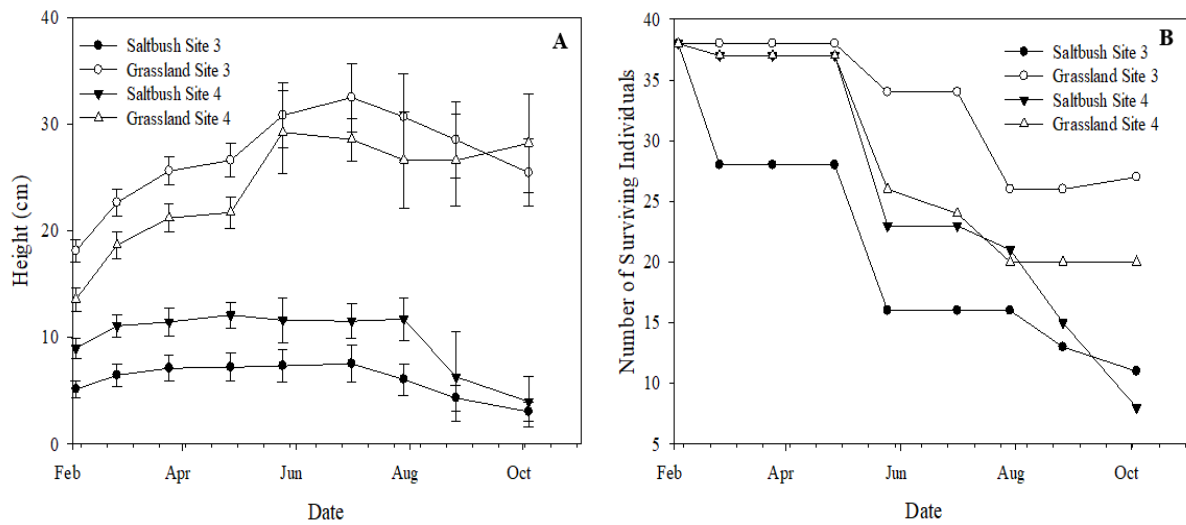 A
Saltbush Site 3
Grassland Site 3
Saltbush Site 4
Grassland Site 4
40
30
20
10
0
Height (cm)
Feb Apr Jun Aug Oct
Date
B
Saltbush Site 3
Grassland Site 3
Saltbush Site 4
Grassland Site 4
40
35
30
25
20
15
10
5
Number of Surviving Individuals
Feb Apr Jun Aug Oct
Date